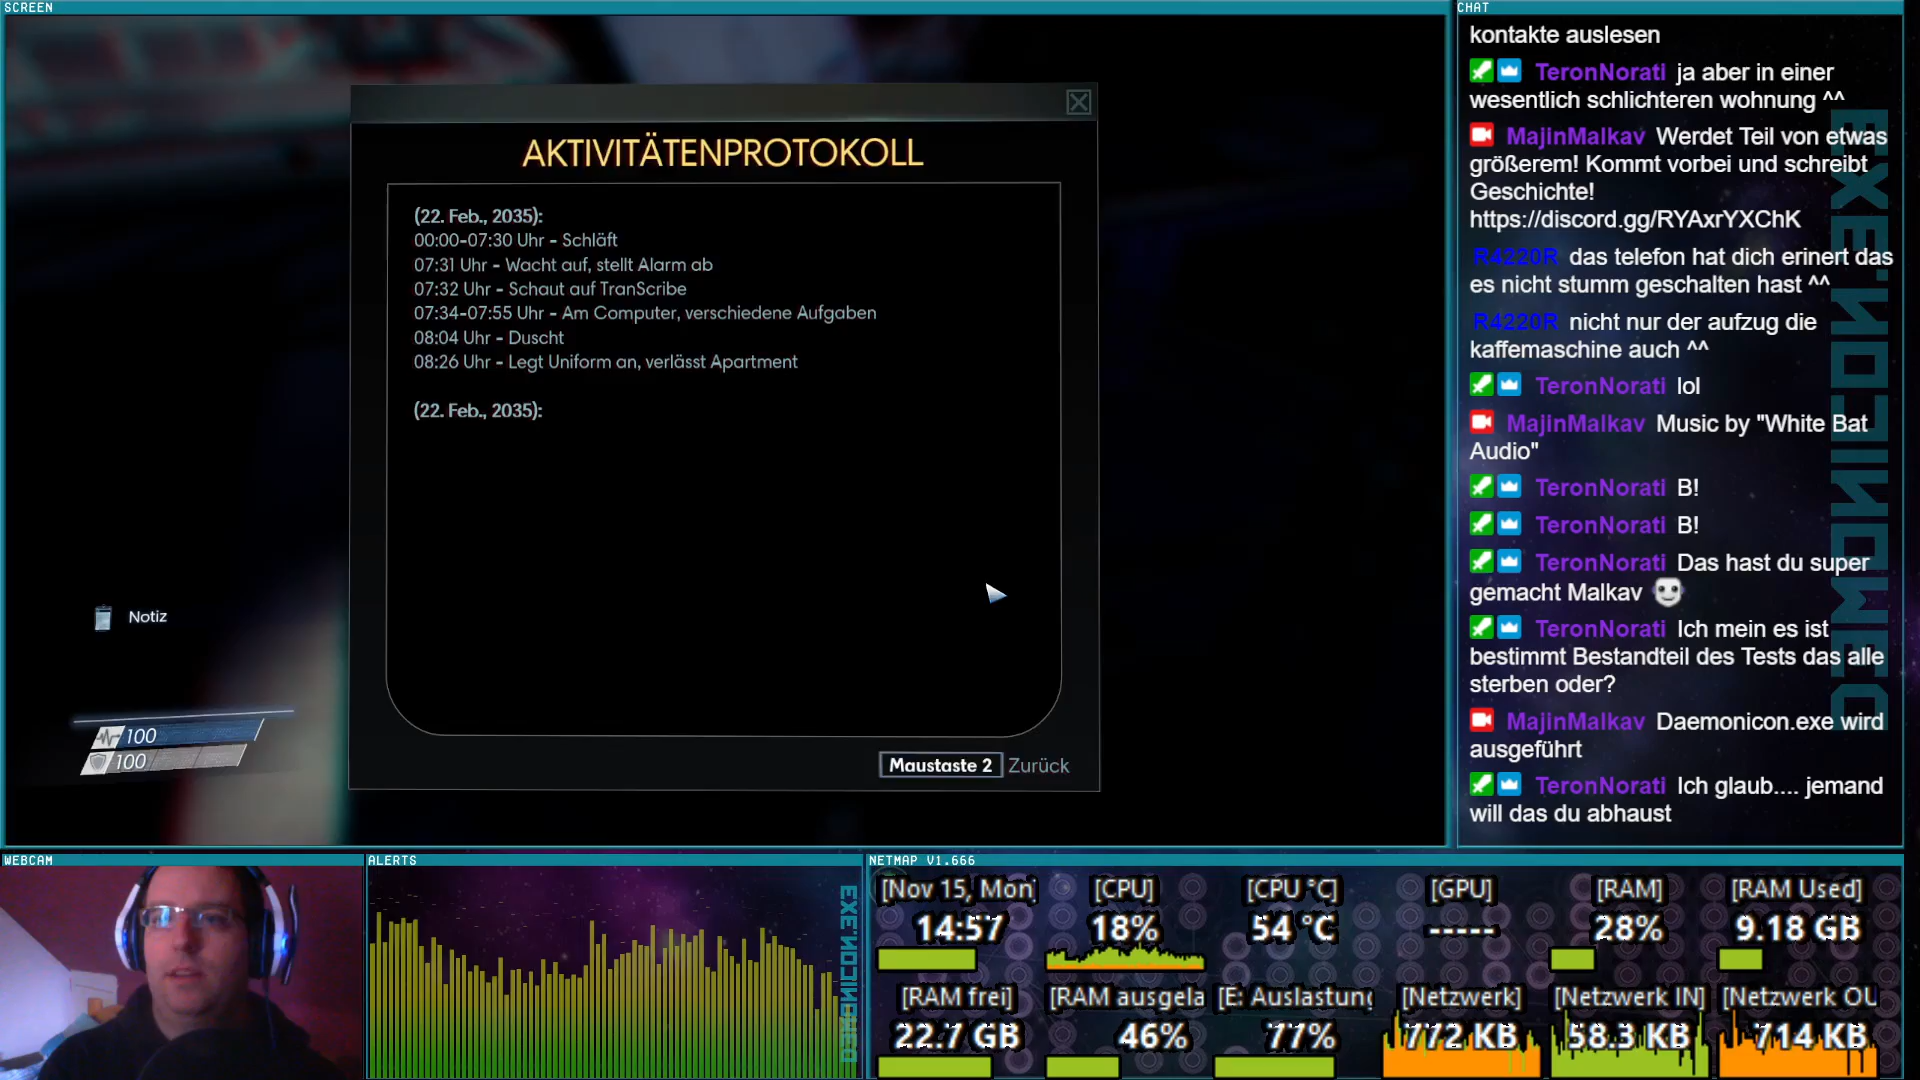 SCREEN
AKTIVITÄTENPROTOKOLL
(22. Feb., 2035):
00:00-07:30 Uhr - Schläft
07:31 Uhr - Wacht auf, stellt Alarm ab
07:32 Uhr - Schaut auf TranScribe
07:34-07:55 Uhr - Am Computer, verschiedene Aufgaben
08:04 Uhr - Duscht
08:26 Uhr - Legt Uniform an, verlässt Apartment
(22. Feb., 2035):
Maustaste 2 Zurück
Notiz
100
100
CHAT
kontakte auslesen
TeronNorati ja aber in einer
wesentlich schlichteren wohnung ^^
MajinMalkav Werdet Teil von etwas
größerem! Kommt vorbei und schreibt
Geschichte!
https://discord.gg/RYAxrYXChK
R4220R das telefon hat dich erinert das
es nicht stumm geschalten hast ^^
R4220R nicht nur der aufzug die
kaffemaschine auch ^^
TeronNorati lol
MajinMalkav Music by "White Bat
Audio"
TeronNorati B!
TeronNorati B!
TeronNorati Das hast du super
gemacht Malkav
TeronNorati Ich mein es ist
bestimmt Bestandteil des Tests das alle
sterben oder?
MajinMalkav Daemonicon.exe wird
ausgeführt
TeronNorati Ich glaub.... jemand
will das du abhaust
WEBCAM
ALERTS
NETMAP V1.666
[Nov 15, Mon] [CPU] [CPU °C] [GPU] [RAM] [RAM Used]
14:57 18% 54 °C ----- 28% 9.18 GB
[RAM frei] [RAM ausgela [E: Auslastung [Netzwerk] [Netzwerk IN] [Netzwerk OU
22.7 GB 46% 77% 772 KB 58.3 KB 714 KB